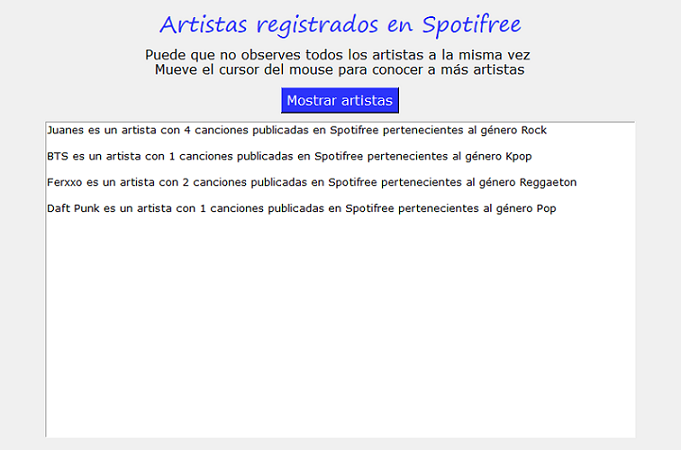 Artistas registrados en Spotifree
Puede que no observes todos los artistas a la misma vez
Mueve el cursor del mouse para conocer a más artistas
Mostrar artistas
Juanes es un artista con 4 canciones publicadas en Spotifree pertenecientes al género Rock
BTS es un artista con 1 canciones publicadas en Spotifree pertenecientes al género Kpop
Ferxxo es un artista con 2 canciones publicadas en Spotifree pertenecientes al género Reggaeton
Daft Punk es un artista con 1 canciones publicadas en Spotifree pertenecientes al género Pop